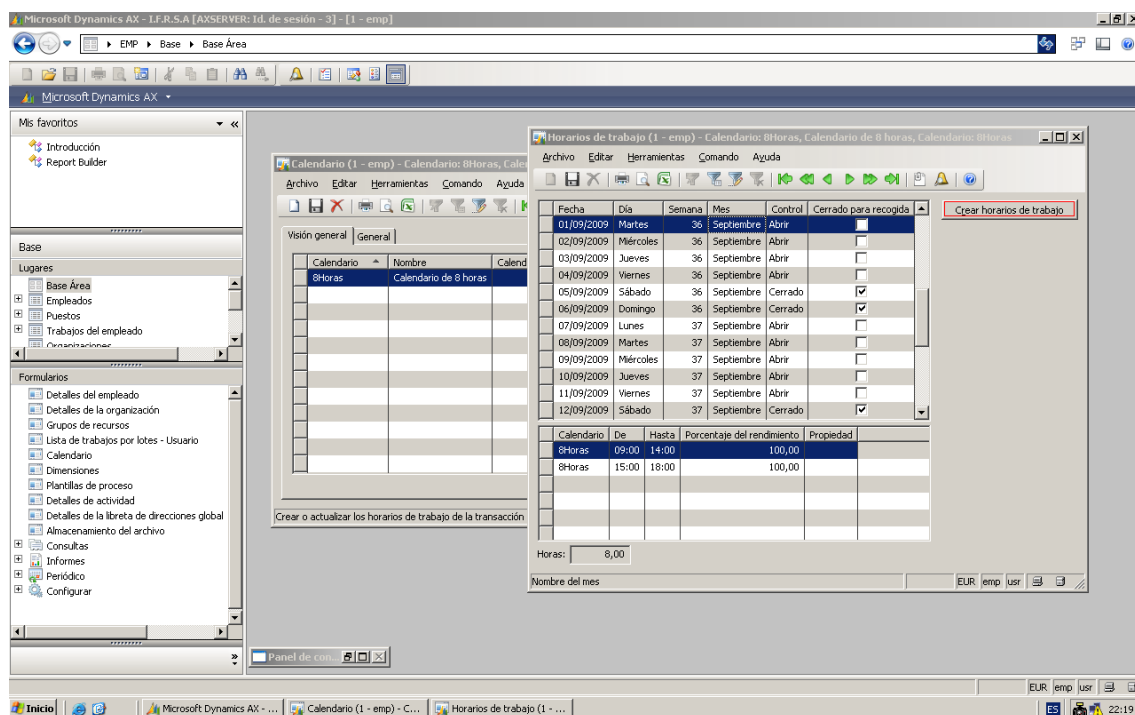 Microsoft Dynamics AX - I.F.R.S.A [AXSERVER: Id. de sesión - 3] - [1 - emp]
EMP ▸ Base ▸ Base Área
Microsoft Dynamics AX
Mis favoritos
Introducción
Report Builder
Base
Lugares
Base Área
Empleados
Puestos
Trabajos del empleado
Organizaciones
Formularios
Detalles del empleado
Detalles de la organización
Grupos de recursos
Lista de trabajos por lotes - Usuario
Calendario
Dimensiones
Plantillas de proceso
Detalles de actividad
Detalles de la libreta de direcciones global
Almacenamiento del archivo
Consultas
Informes
Periódico
Configurar
Calendario (1 - emp) - Calendario: 8Horas, Cale
Archivo Editar Herramientas Comando Ayuda
Visión general General
Calendario Nombre Calend
8Horas Calendario de 8 horas
Crear o actualizar los horarios de trabajo de la transacción
Horarios de trabajo (1 - emp) - Calendario: 8Horas, Calendario de 8 horas, Calendario: 8Horas
Archivo Editar Herramientas Comando Ayuda
Fecha Día Semana Mes Control Cerrado para recogida
01/09/2009 Martes 36 Septiembre Abrir
02/09/2009 Miércoles 36 Septiembre Abrir
03/09/2009 Jueves 36 Septiembre Abrir
04/09/2009 Viernes 36 Septiembre Abrir
05/09/2009 Sábado 36 Septiembre Cerrado
06/09/2009 Domingo 36 Septiembre Cerrado
07/09/2009 Lunes 37 Septiembre Abrir
08/09/2009 Martes 37 Septiembre Abrir
09/09/2009 Miércoles 37 Septiembre Abrir
10/09/2009 Jueves 37 Septiembre Abrir
11/09/2009 Viernes 37 Septiembre Abrir
12/09/2009 Sábado 37 Septiembre Cerrado
Crear horarios de trabajo
Calendario De Hasta Porcentaje del rendimiento Propiedad
8Horas 09:00 14:00 100,00
8Horas 15:00 18:00 100,00
Horas: 8,00
Nombre del mes EUR emp usr
Panel de con...
EUR emp usr
Inicio Microsoft Dynamics AX - ... Calendario (1 - emp) - C... Horarios de trabajo (1 - ... ES 22:19